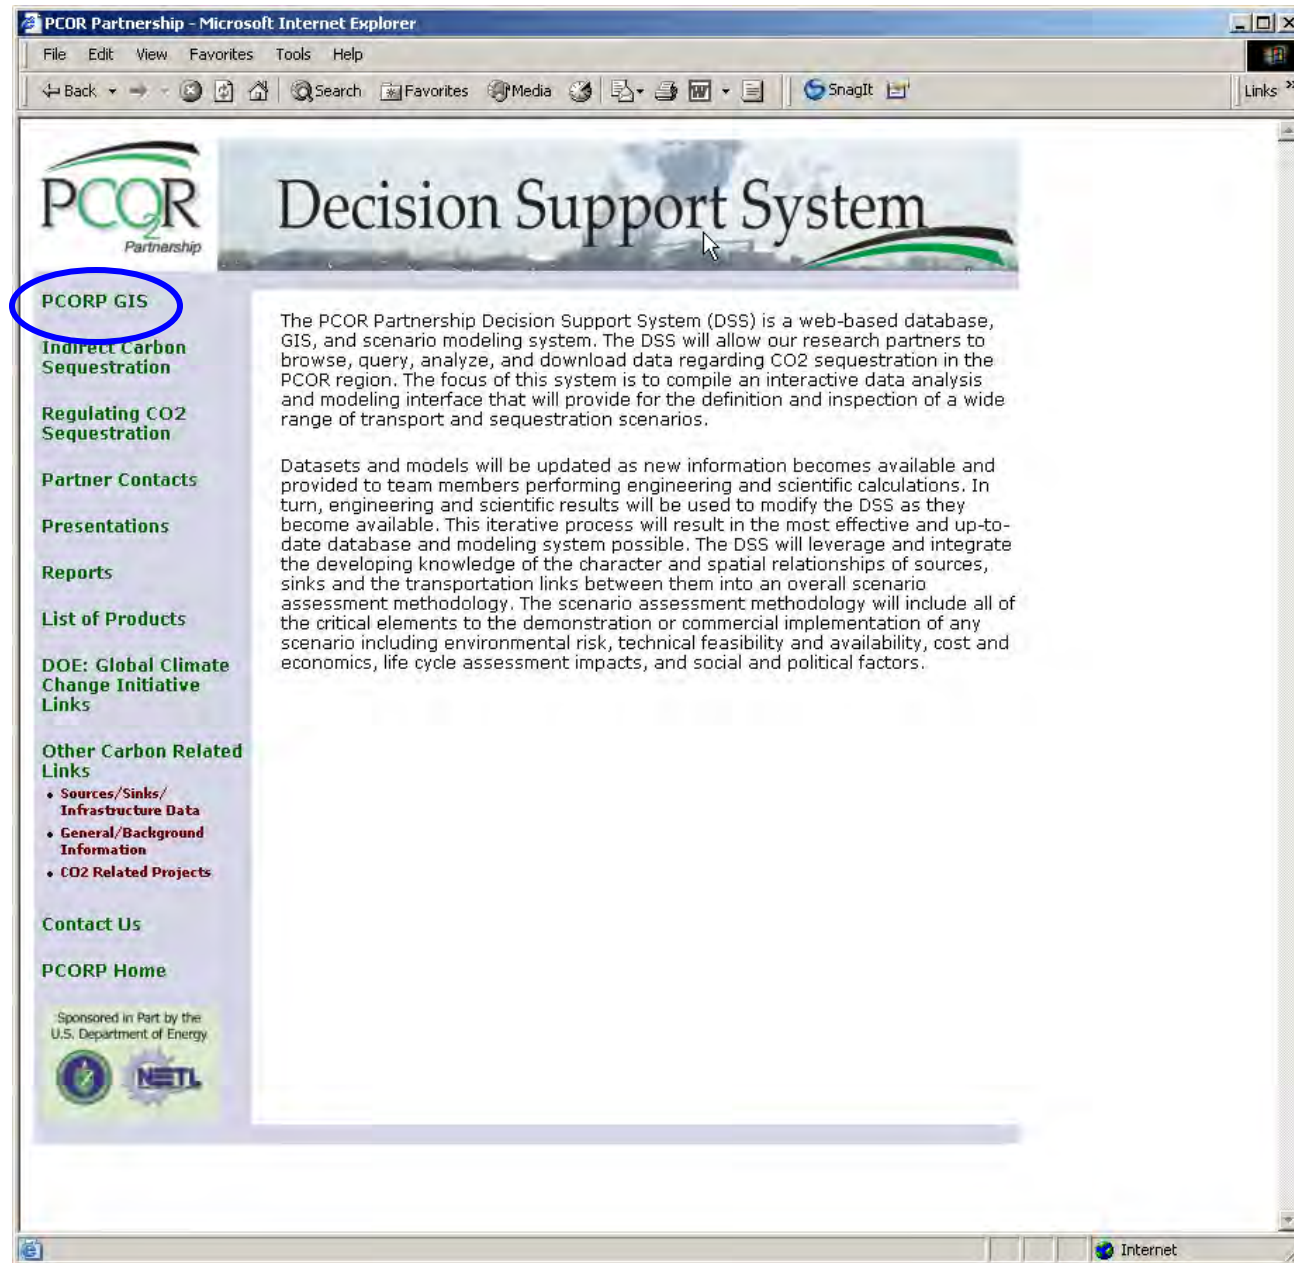 PCOR Partnership - Microsoft Internet Explorer
File Edit View Favorites Tools Help
Back Search Favorites Media SnagIt Links »
PCO2R
Partnership
Decision Support System
PCORP GIS
Indirect Carbon
Sequestration
Regulating CO2
Sequestration
Partner Contacts
Presentations
Reports
List of Products
DOE: Global Climate
Change Initiative
Links
Other Carbon Related
Links
• Sources/Sinks/
Infrastructure Data
• General/Background
Information
• CO2 Related Projects
Contact Us
PCORP Home
Sponsored in Part by the
U.S. Department of Energy
NETL
The PCOR Partnership Decision Support System (DSS) is a web-based database,
GIS, and scenario modeling system. The DSS will allow our research partners to
browse, query, analyze, and download data regarding CO2 sequestration in the
PCOR region. The focus of this system is to compile an interactive data analysis
and modeling interface that will provide for the definition and inspection of a wide
range of transport and sequestration scenarios.
Datasets and models will be updated as new information becomes available and
provided to team members performing engineering and scientific calculations. In
turn, engineering and scientific results will be used to modify the DSS as they
become available. This iterative process will result in the most effective and up-to-
date database and modeling system possible. The DSS will leverage and integrate
the developing knowledge of the character and spatial relationships of sources,
sinks and the transportation links between them into an overall scenario
assessment methodology. The scenario assessment methodology will include all of
the critical elements to the demonstration or commercial implementation of any
scenario including environmental risk, technical feasibility and availability, cost and
economics, life cycle assessment impacts, and social and political factors.
Internet